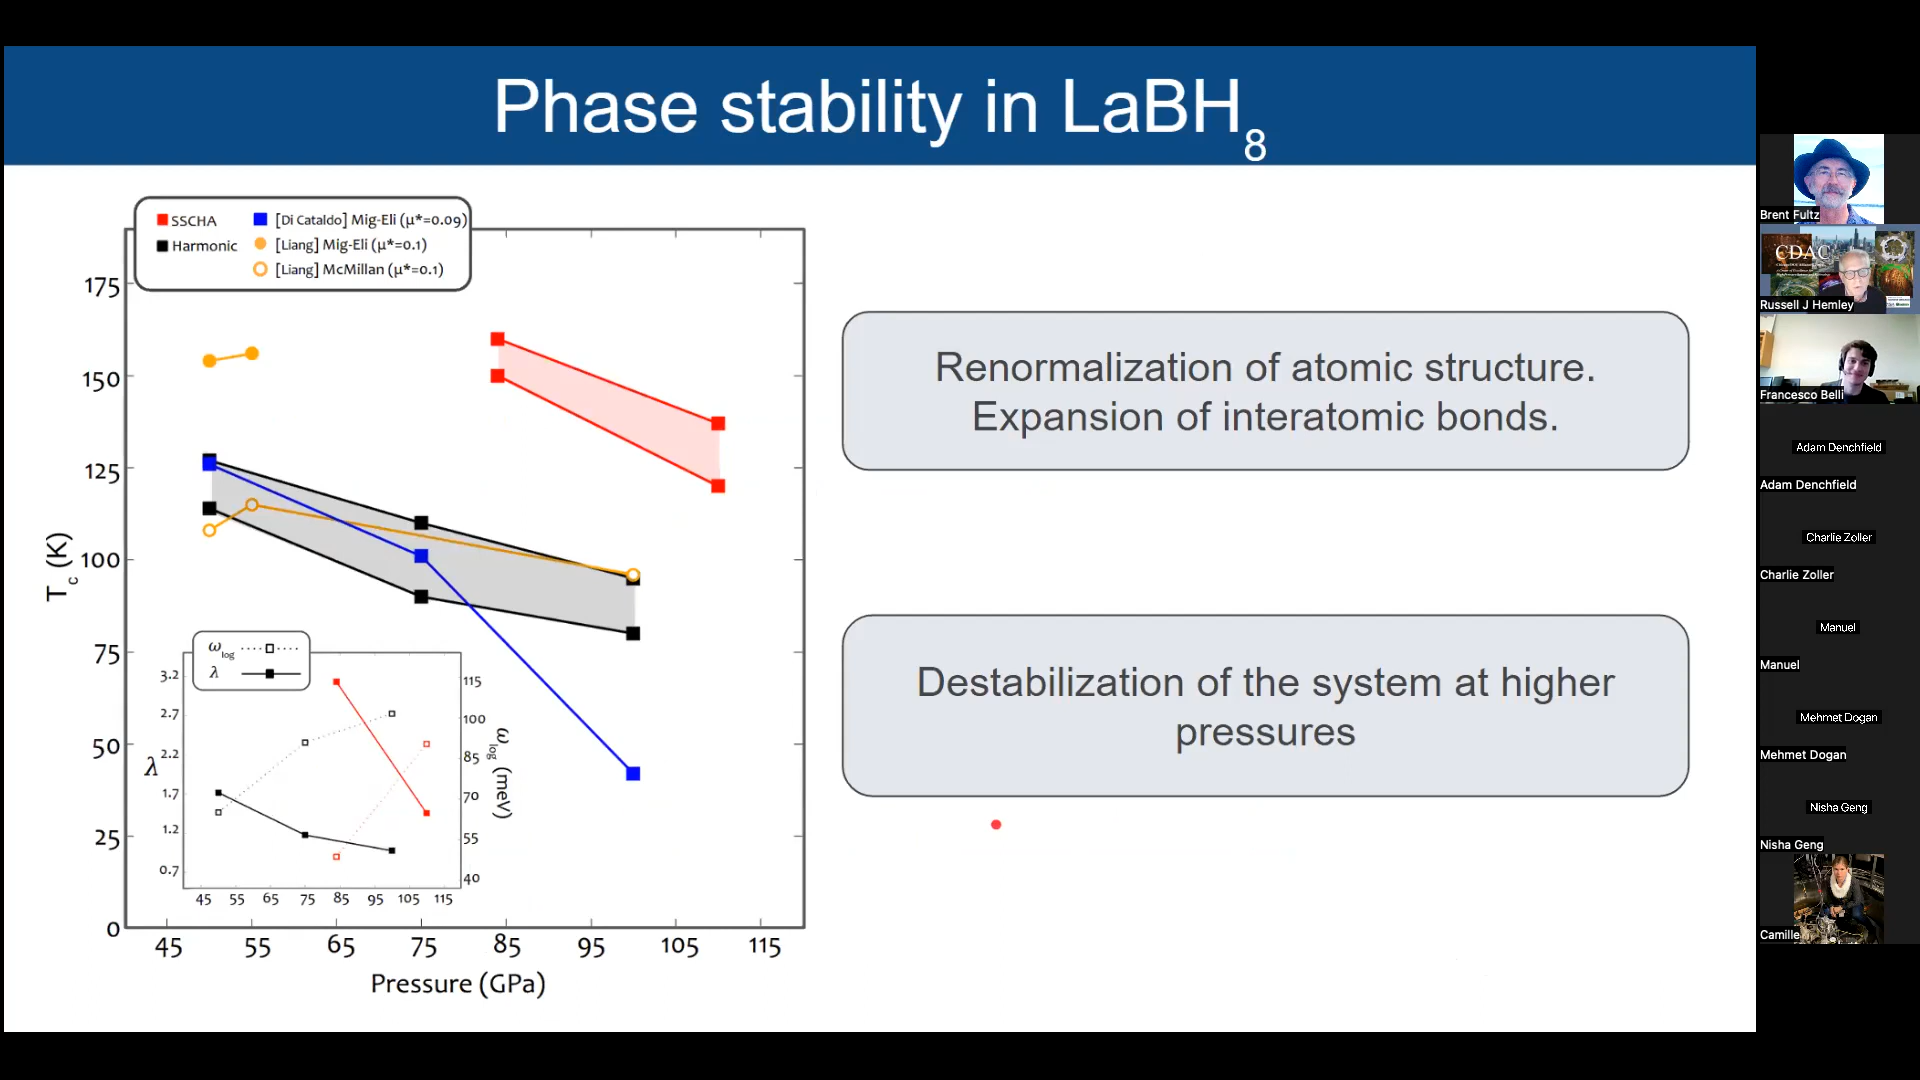 Phase stability in LaBH8
SSCHA
Harmonic
[Di Cataldo] Mig-Eli (μ*=0.09)
[Liang] Mig-Eli (μ*=0.1)
[Liang] McMillan (μ*=0.1)
175
150
125
100
75
50
25
0
Tc (K)
45 55 65 75 85 95 105 115
Pressure (GPa)
ωlog
λ
3.2
2.7
2.2
1.7
1.2
0.7
λ
115
100
85
70
55
40
ωlog (meV)
45 55 65 75 85 95 105 115
Renormalization of atomic structure.
Expansion of interatomic bonds.
Destabilization of the system at higher
pressures
Brent Fultz
CDAC
Russell J Hemley
Francesco Belli
Adam Denchfield
Adam Denchfield
Charlie Zoller
Charlie Zoller
Manuel
Manuel
Mehmet Dogan
Mehmet Dogan
Nisha Geng
Nisha Geng
Camille